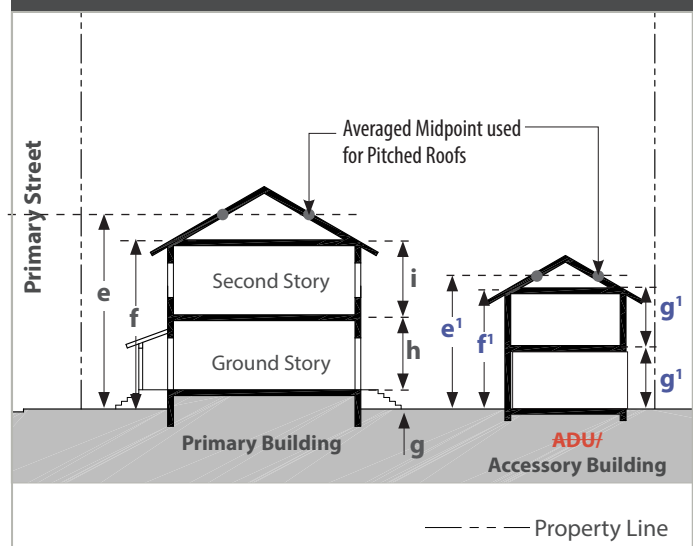 Averaged Midpoint used
for Pitched Roofs
Primary Street
e
f
Second Story
i
Ground Story
h
g
Primary Building
e¹
f¹
g¹
g¹
ADU/
Accessory Building
Property Line